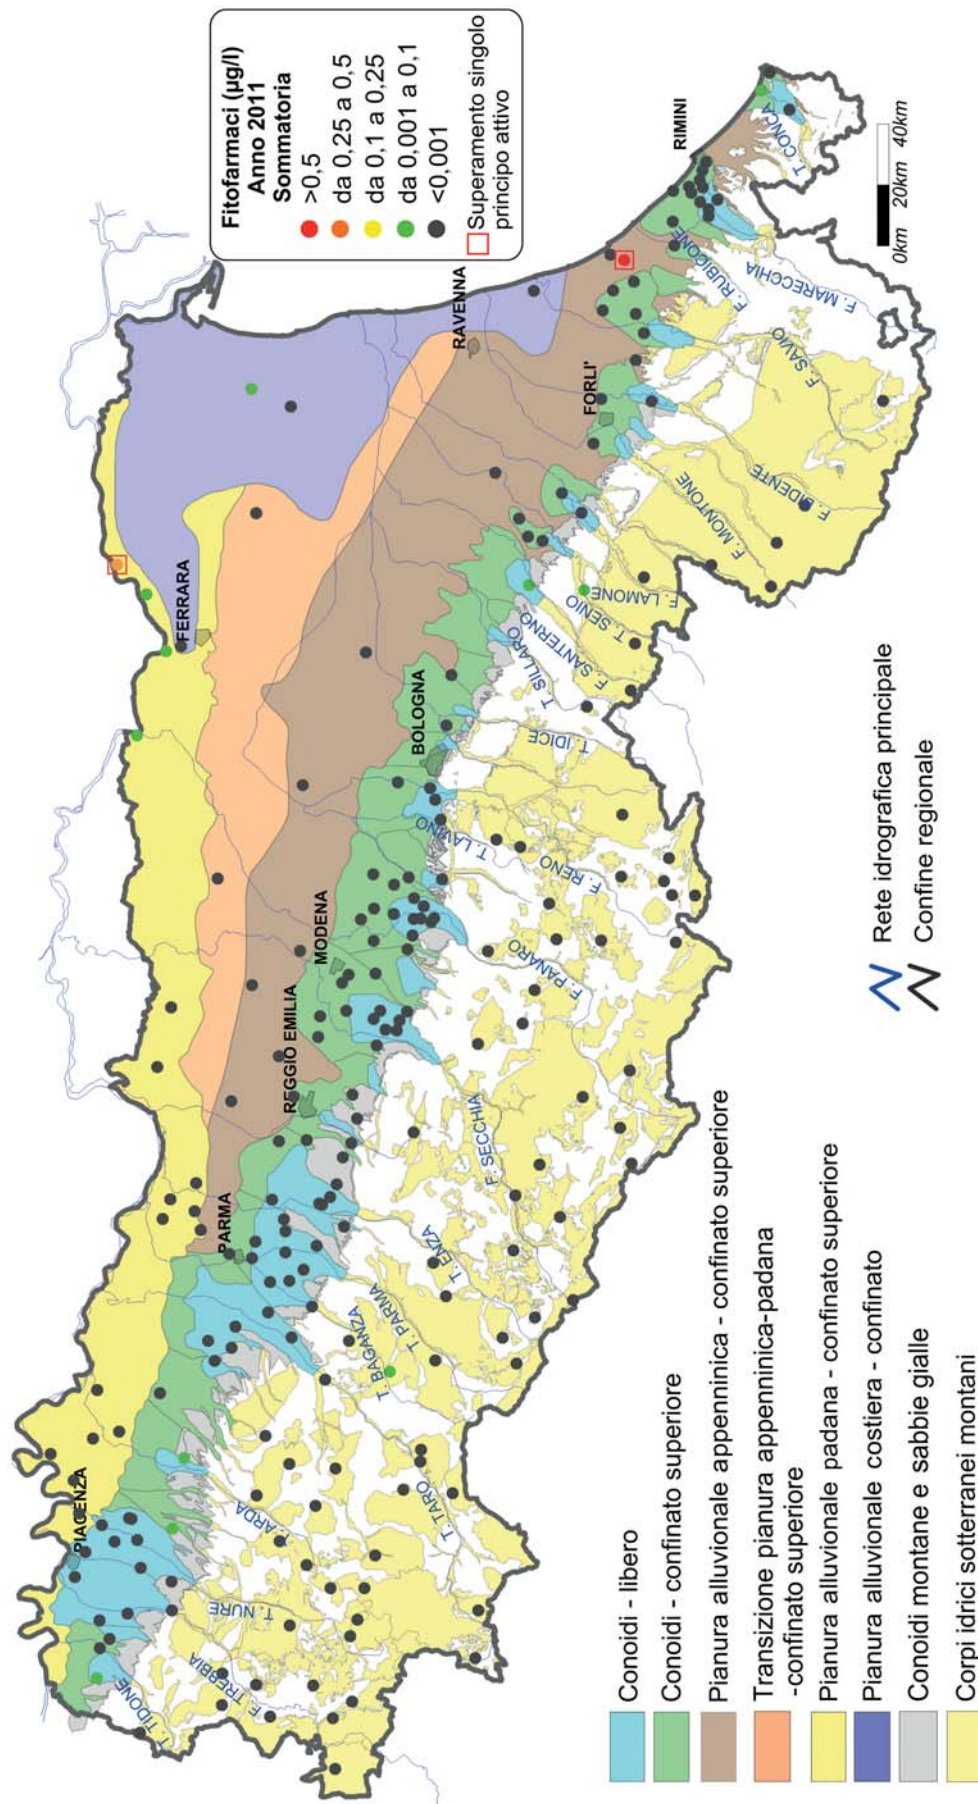 Fitofarmaci (µg/l)
Anno 2011
Sommatoria
>0,5
da 0,25 a 0,5
da 0,1 a 0,25
da 0,001 a 0,1
<0,001
Superamento singolo
principo attivo
PIACENZA
PARMA
REGGIO EMILIA
MODENA
BOLOGNA
FERRARA
RAVENNA
FORLI'
RIMINI
T. TIDONE
F. TREBBIA
T. NURE
T. ARDA
T. TARO
T. BAGANZA
T. PARMA
T. ENZA
F. SECCHIA
F. PANARO
F. RENO
T. LAVINO
T. IDICE
T. SILLARO
F. SANTERNO
T. SENIO
F. LAMONE
F. MONTONE
F. BIDENTE
F. SAVIO
F. RUBICONE
F. MARECCHIA
T. CONCA
0km 20km 40km
Conoidi - libero
Conoidi - confinato superiore
Pianura alluvionale appenninica - confinato superiore
Transizione pianura appenninica-padana
-confinato superiore
Pianura alluvionale padana - confinato superiore
Pianura alluvionale costiera - confinato
Conoidi montane e sabbie gialle
Corpi idrici sotterranei montani
Rete idrografica principale
Confine regionale